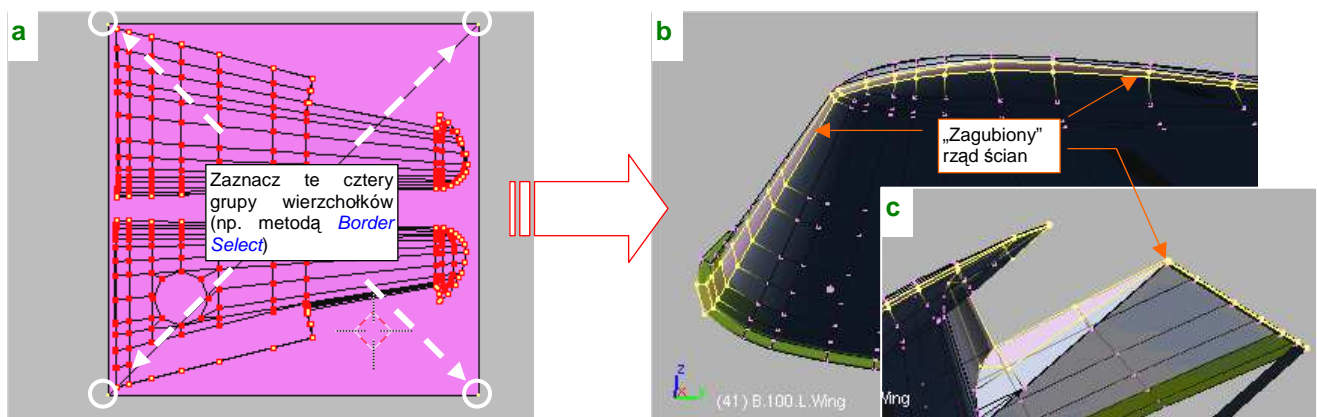 a
Zaznacz te cztery
grupy wierzchołków
(np. metodą Border
Select)
b
„Zagubiony”
rząd ścian
c
z
(41) B.100.L.Wing
Wing